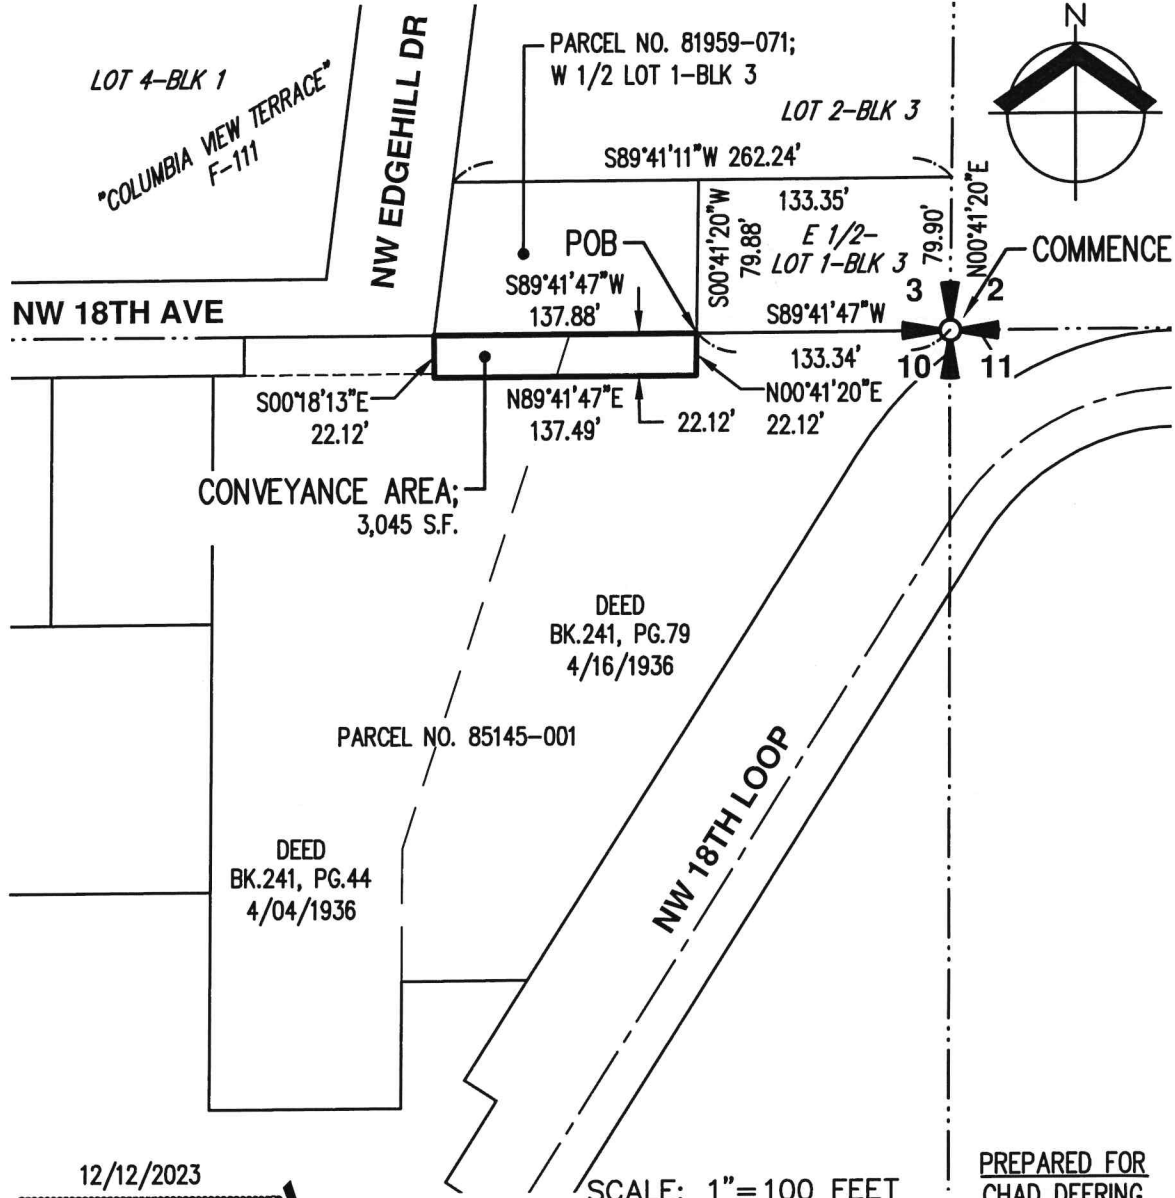 N
PARCEL NO. 81959-071;
W 1/2 LOT 1-BLK 3
LOT 4-BLK 1
"COLUMBIA VIEW TERRACE"
F-111
NW EDGEHILL DR
LOT 2-BLK 3
S89°41'11"W 262.24'
133.35'
E 1/2-
LOT 1-BLK 3
S00°41'20"W
79.88'
79.90'
N00°41'20"E
POB
COMMENCE
S89°41'47"W
137.88'
S89°41'47"W
133.34'
3 2
10 11
NW 18TH AVE
S00°18'13"E
22.12'
N89°41'47"E
137.49'
22.12'
N00°41'20"E
22.12'
CONVEYANCE AREA;
3,045 S.F.
DEED
BK.241, PG.79
4/16/1936
PARCEL NO. 85145-001
NW 18TH LOOP
DEED
BK.241, PG.44
4/04/1936
12/12/2023
SCALE: 1"=100 FEET
PREPARED FOR
CHAD DEERING